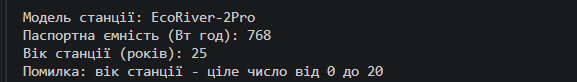 Модель станції: EcoRiver-2Pro
Паспортна ємність (Вт год): 768
Вік станції (років): 25
Помилка: вік станції - ціле число від 0 до 20